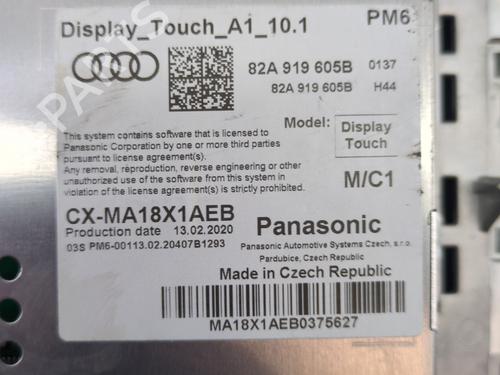 Display_Touch_A1_10.1 PM6
82A 919 605B 0137
82A 919 605B H44
This system contains software that is licensed to
Panasonic Corporation by one or more third parties
pursuant to license agreement(s).
Any removal, reproduction, reverse engineering or other
unauthorized use of the software in
violation of the license agreement(s) is strictly prohibited.
Model: Display
Touch
M/C1
CX-MA18X1AEB
Production date 13.02.2020
03S PM6-00113.02.20407B1293
Panasonic
Panasonic Automotive Systems Czech, s.r.o.
Pardubice, Czech Republic
Made in Czech Republic
MA18X1AEB0375627
PARTS